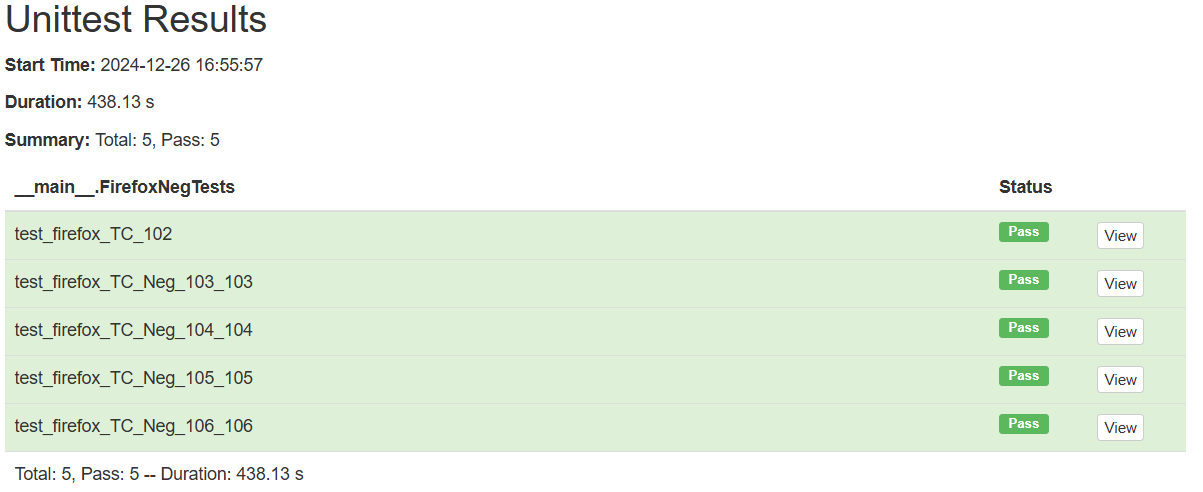 Unittest Results
Start Time: 2024-12-26 16:55:57
Duration: 438.13 s
Summary: Total: 5, Pass: 5
__main__.FirefoxNegTests Status
test_firefox_TC_102 Pass View
test_firefox_TC_Neg_103_103 Pass View
test_firefox_TC_Neg_104_104 Pass View
test_firefox_TC_Neg_105_105 Pass View
test_firefox_TC_Neg_106_106 Pass View
Total: 5, Pass: 5 -- Duration: 438.13 s